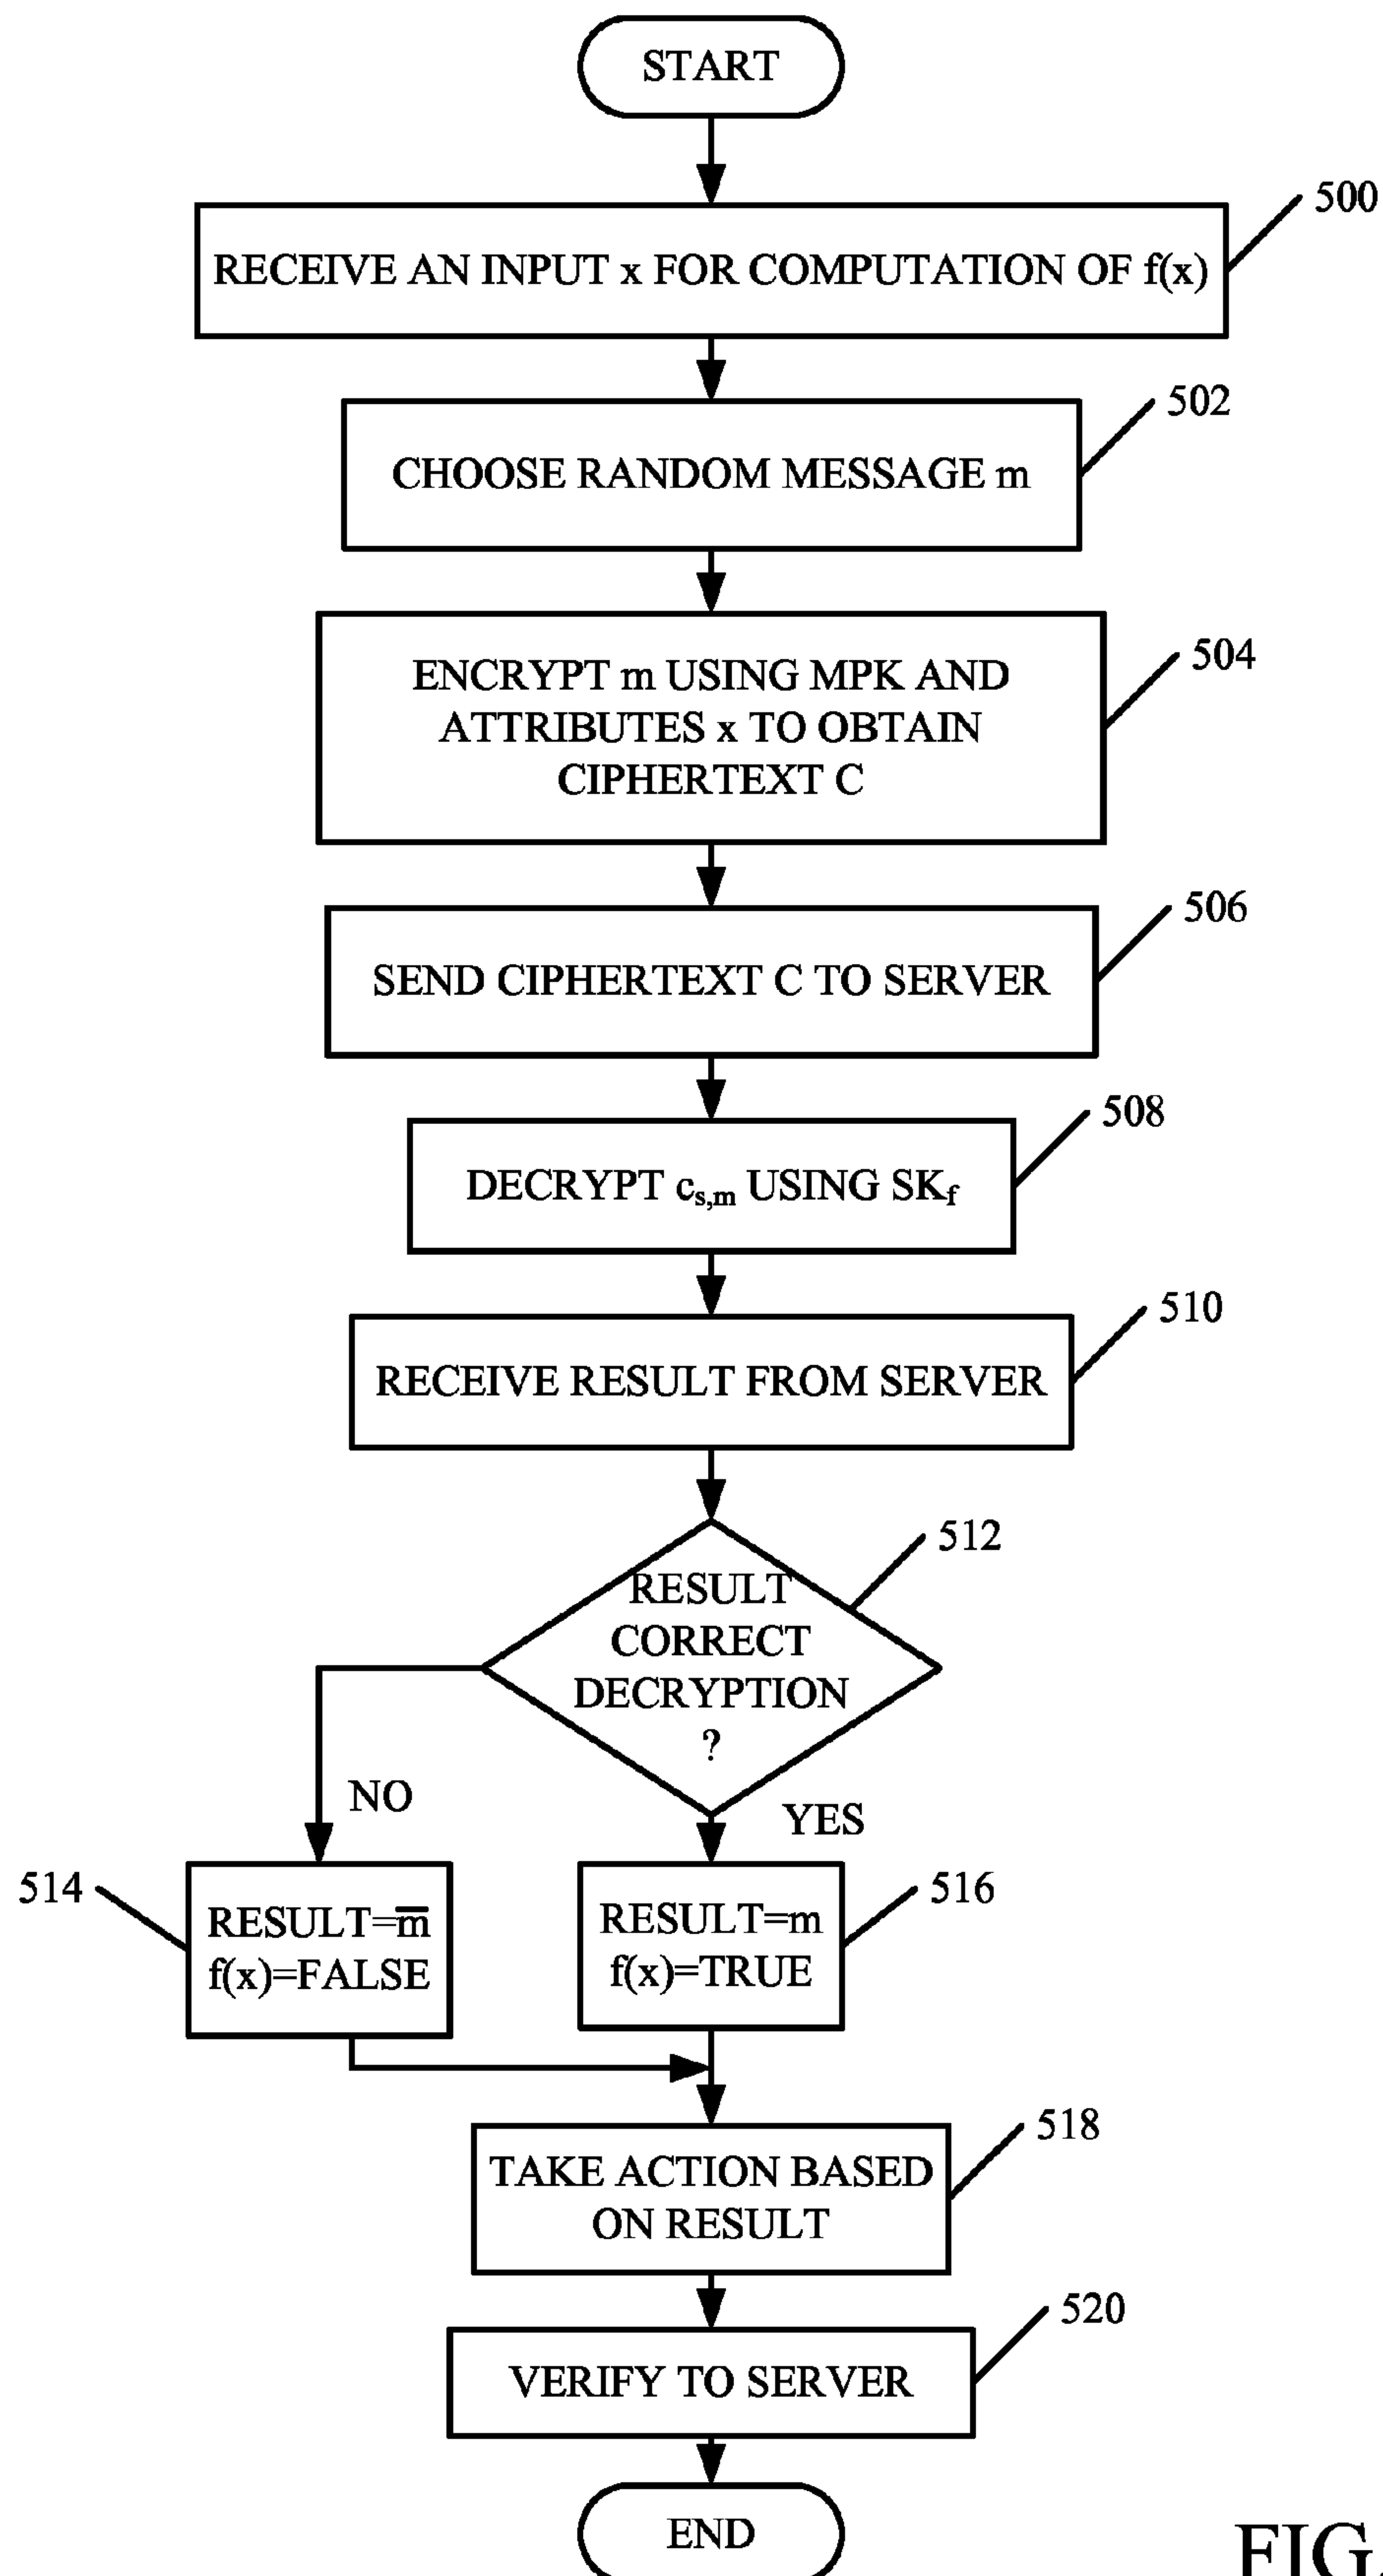 START
500
RECEIVE AN INPUT x FOR COMPUTATION OF f(x)
502
CHOOSE RANDOM MESSAGE m
504
ENCRYPT m USING MPK AND
ATTRIBUTES x TO OBTAIN
CIPHERTEXT C
506
SEND CIPHERTEXT C TO SERVER
508
DECRYPT c_{s,m} USING SK_f
510
RECEIVE RESULT FROM SERVER
512
RESULT
CORRECT
DECRYPTION
?
NO
YES
514
RESULT=m̅
f(x)=FALSE
516
RESULT=m
f(x)=TRUE
518
TAKE ACTION BASED
ON RESULT
520
VERIFY TO SERVER
END
FIG.